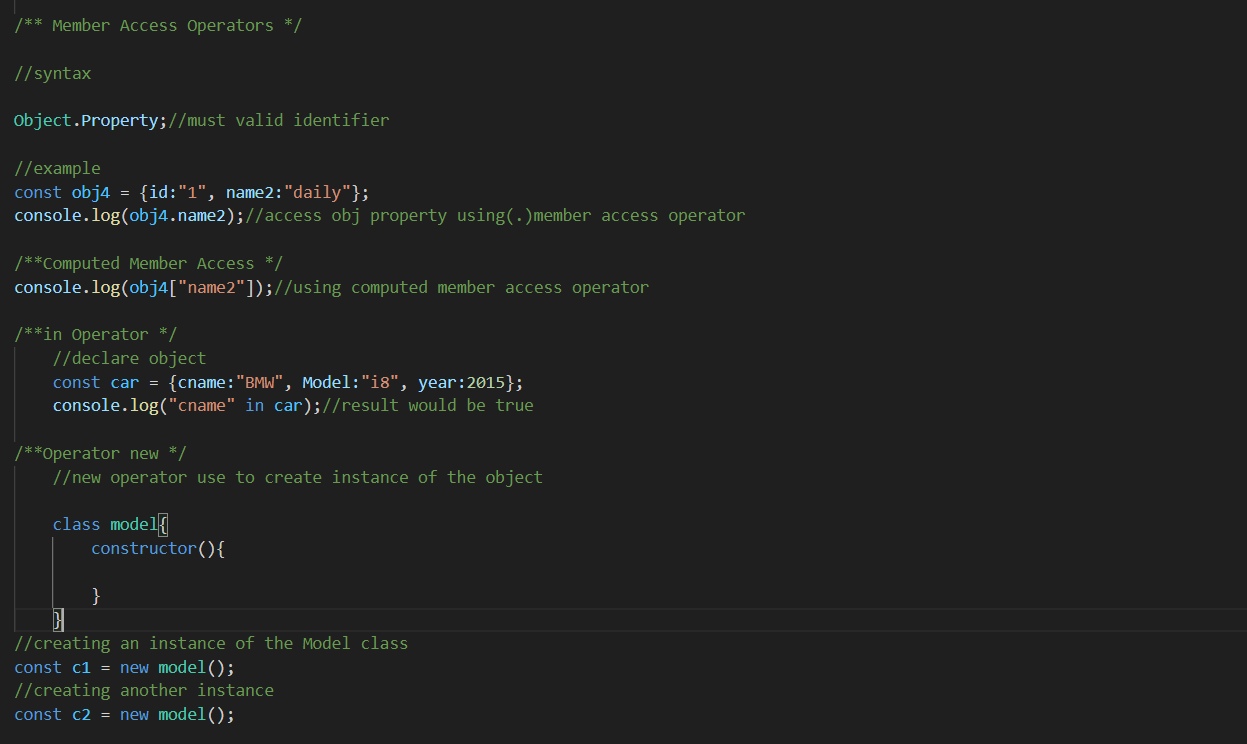 /** Member Access Operators */
//syntax
Object.Property;//must valid identifier
//example
const obj4 = {id:"1", name2:"daily"};
console.log(obj4.name2);//access obj property using(.)member access operator
/**Computed Member Access */
console.log(obj4["name2"]);//using computed member access operator
/**in Operator */
//declare object
const car = {cname:"BMW", Model:"i8", year:2015};
console.log("cname" in car);//result would be true
/**Operator new */
//new operator use to create instance of the object
class model{
constructor(){
}
}
//creating an instance of the Model class
const c1 = new model();
//creating another instance
const c2 = new model();